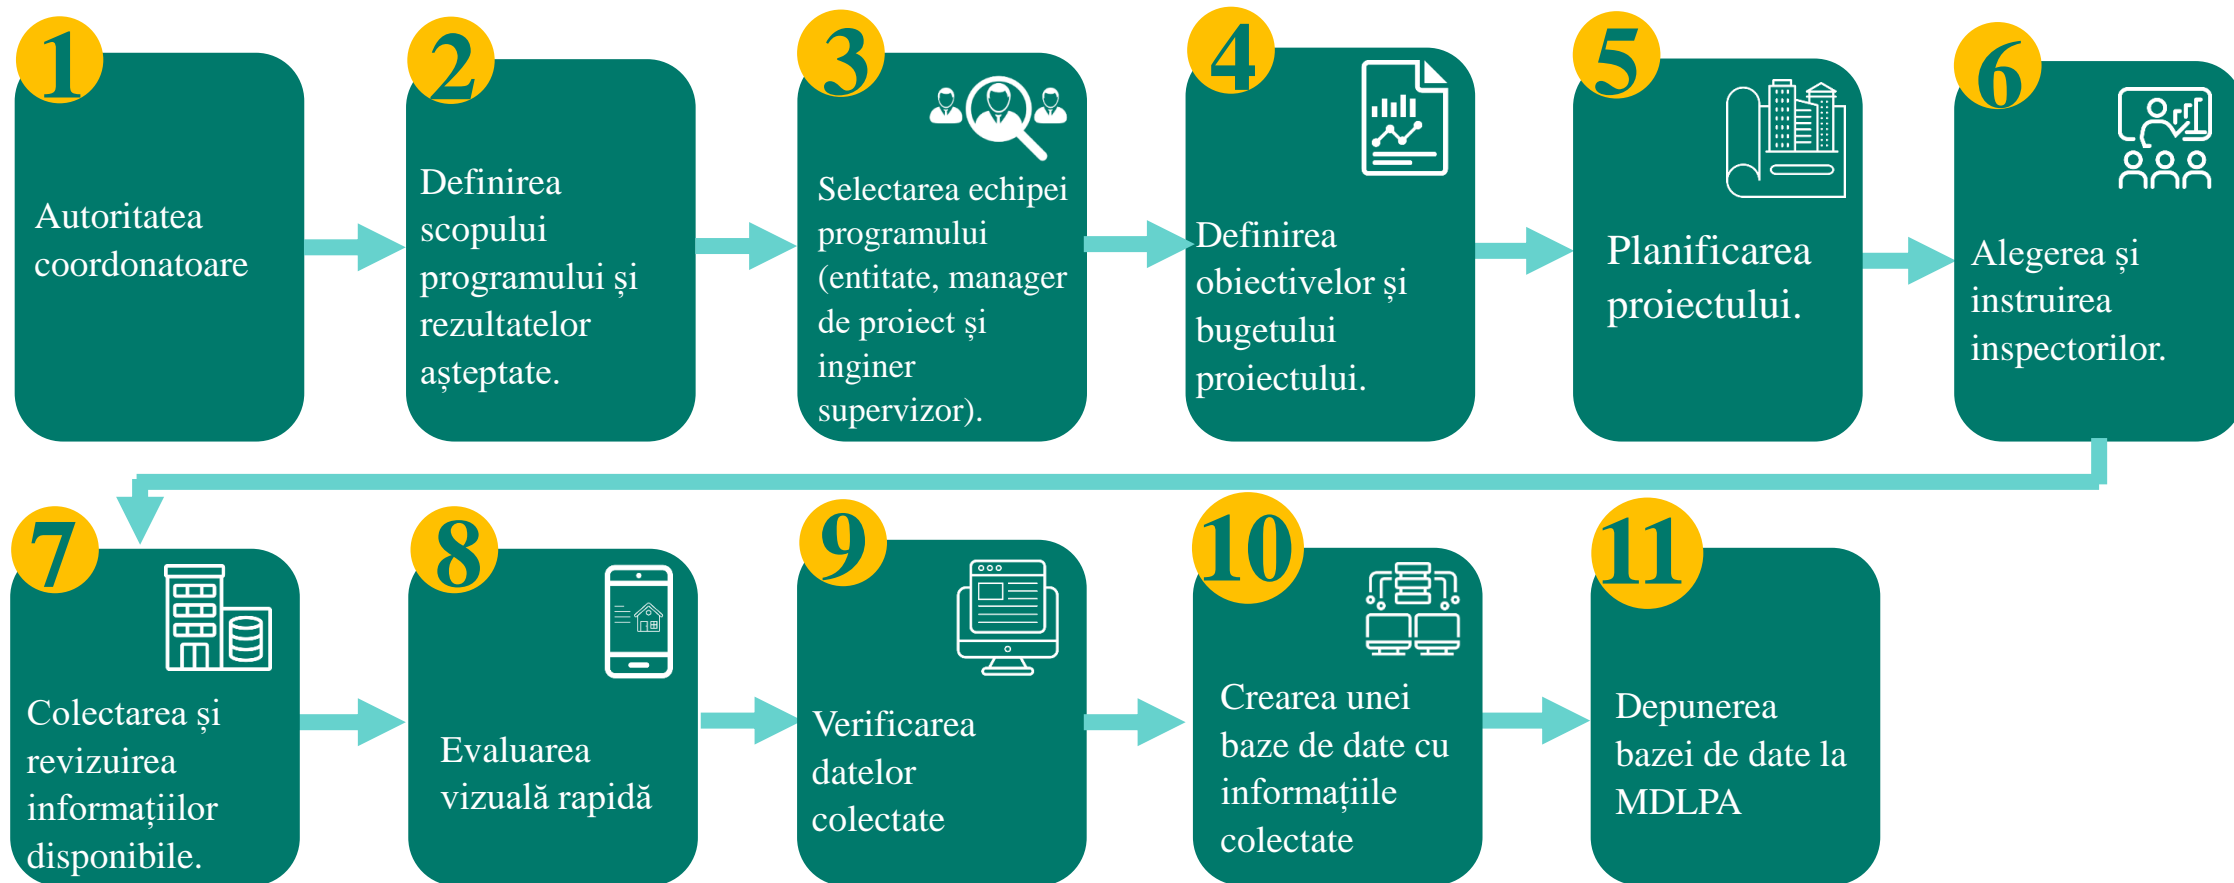 1
Autoritatea
coordonatoare
2
Definirea
scopului
programului și
rezultatelor
așteptate.
3
Selectarea echipei
programului
(entitate, manager
de proiect și
inginer
supervizor).
4
Definirea
obiectivelor și
bugetului
proiectului.
5
Planificarea
proiectului.
6
Alegerea și
instruirea
inspectorilor.
7
Colectarea și
revizuirea
informațiilor
disponibile.
8
Evaluarea
vizuală rapidă
9
Verificarea
datelor
colectate
10
Crearea unei
baze de date cu
informațiile
colectate
11
Depunerea
bazei de date la
MDLPA